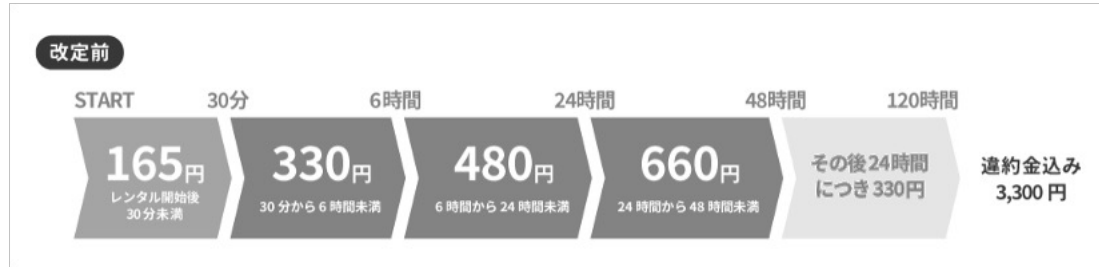 改定前
START 30分 6時間 24時間 48時間 120時間
165円
レンタル開始後
30分未満
330円
30分から6時間未満
480円
6時間から24時間未満
660円
24時間から48時間未満
その後24時間
につき330円
違約金込み
3,300円